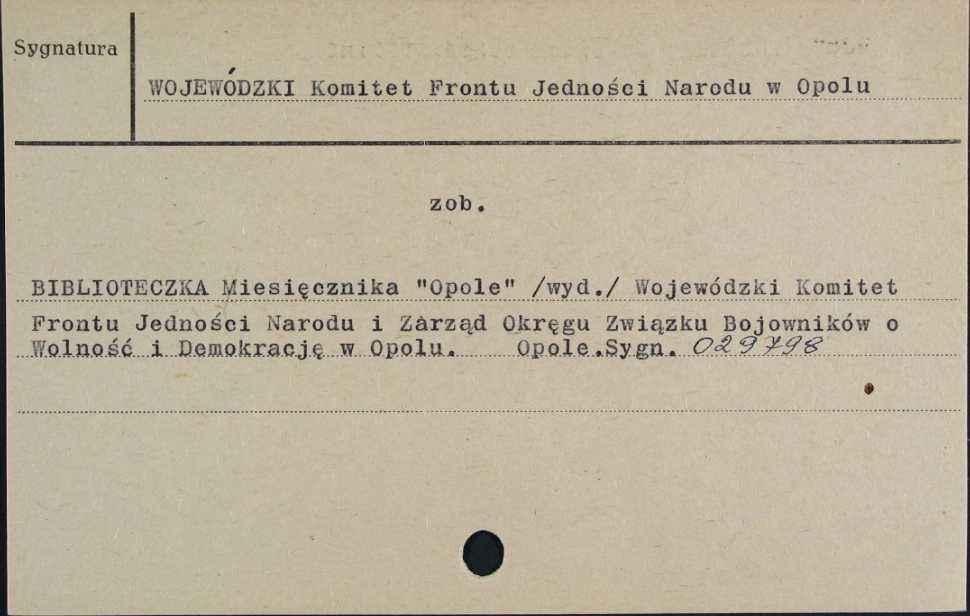 Sygnatura
WOJEWÓDZKI Komitet Frontu Jedności Narodu w Opolu
zob.
BIBLIOTECZKA Miesięcznika "Opole" /wyd./ Wojewódzki Komitet
Frontu Jedności Narodu i Zarząd Okręgu Związku Bojowników o
Wolność i Demokrację w Opolu. Opole.Sygn. 029798